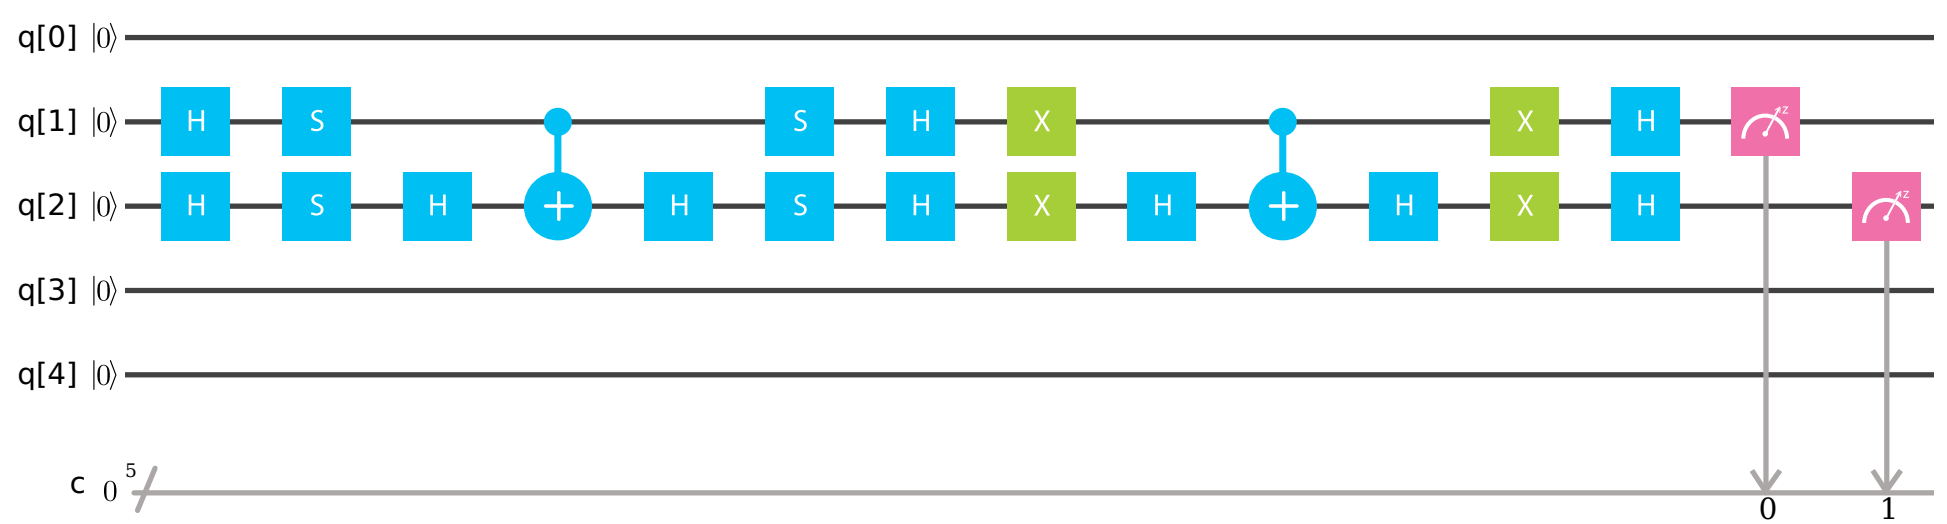 q[0] |0⟩
q[1] |0⟩ H S S H X X H z
q[2] |0⟩ H S H + H S H X H + H X H z
q[3] |0⟩
q[4] |0⟩
c 0 5
0 1